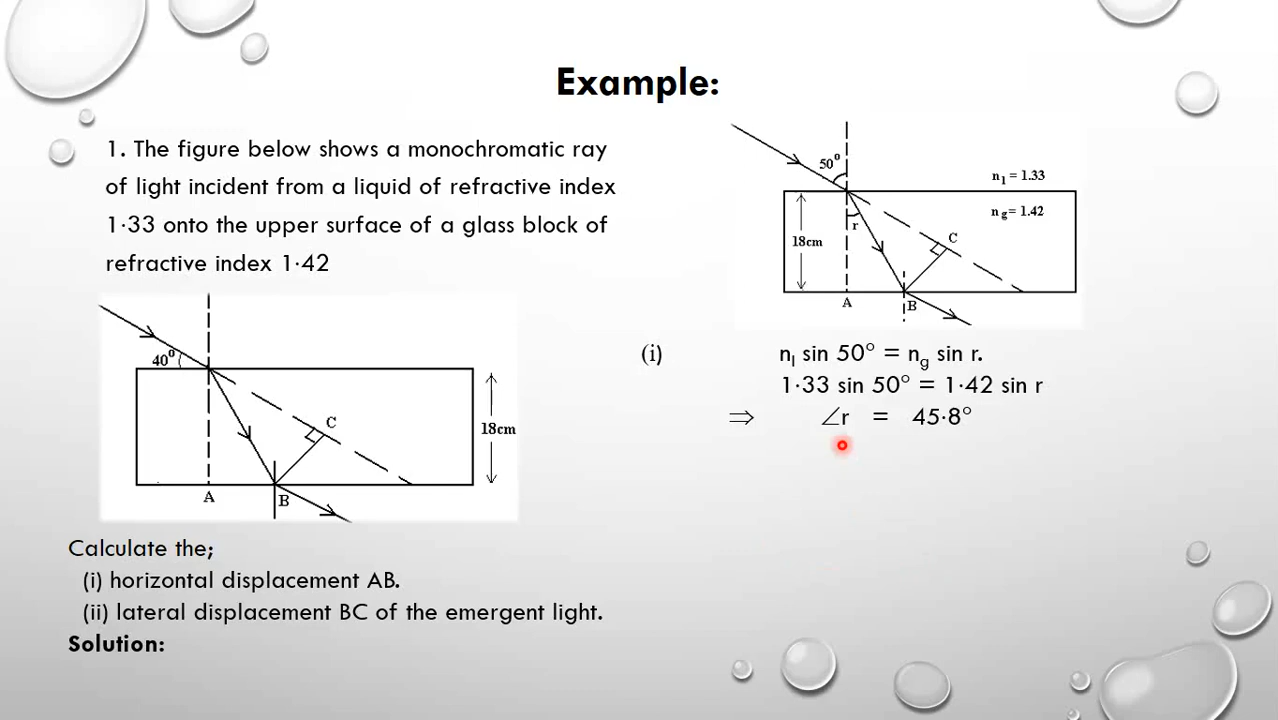 Example:
1. The figure below shows a monochromatic ray
of light incident from a liquid of refractive index
1·33 onto the upper surface of a glass block of
refractive index 1·42
40°
18cm
C
A
B
Calculate the;
(i) horizontal displacement AB.
(ii) lateral displacement BC of the emergent light.
Solution:
50°
n₁ = 1.33
n g = 1.42
r
18cm
C
A
B
(i)
nₗ sin 50° = n_g sin r.
1·33 sin 50° = 1·42 sin r
⇒ ∠r = 45·8°